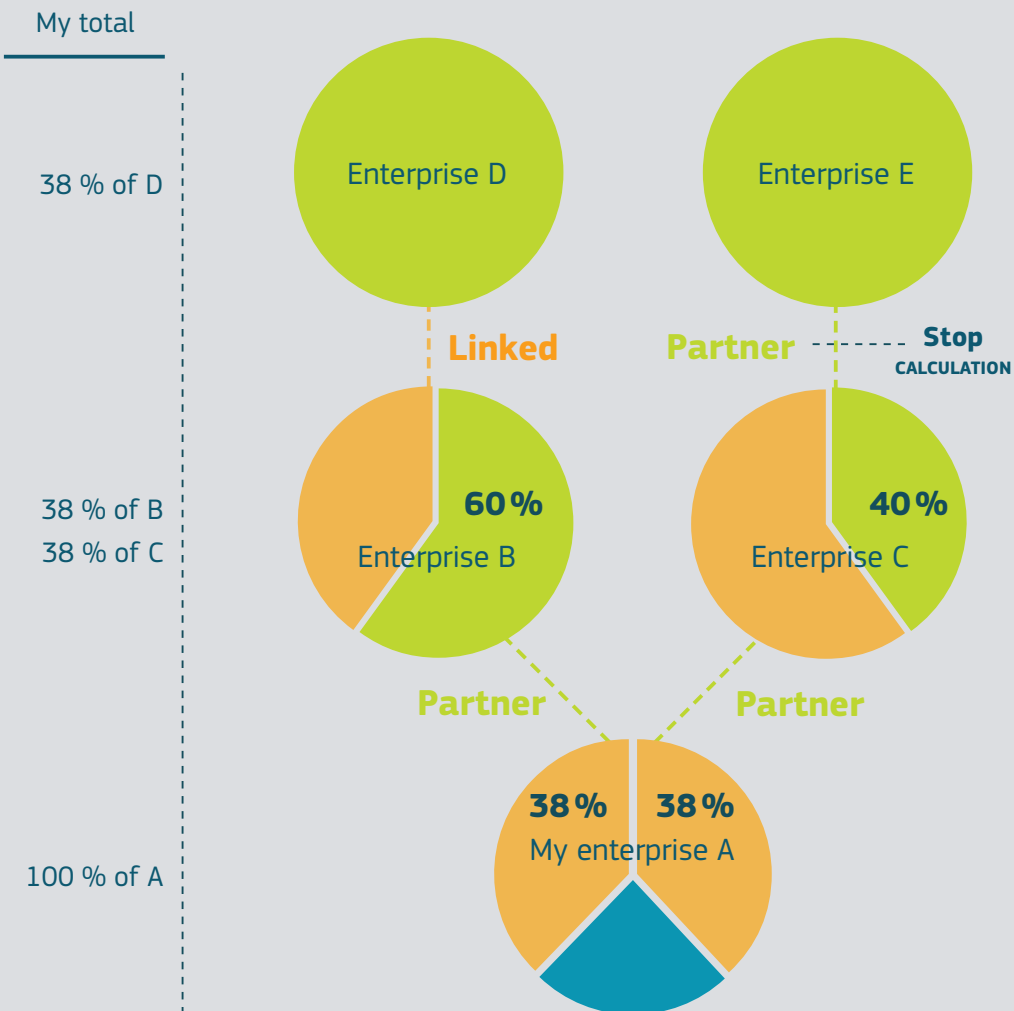 My total
Enterprise D
Enterprise E
38 % of D
Linked
Partner
Stop
CALCULATION
60 %
40 %
38 % of B
38 % of C
Enterprise B
Enterprise C
Partner
Partner
38 %
38 %
My enterprise A
100 % of A